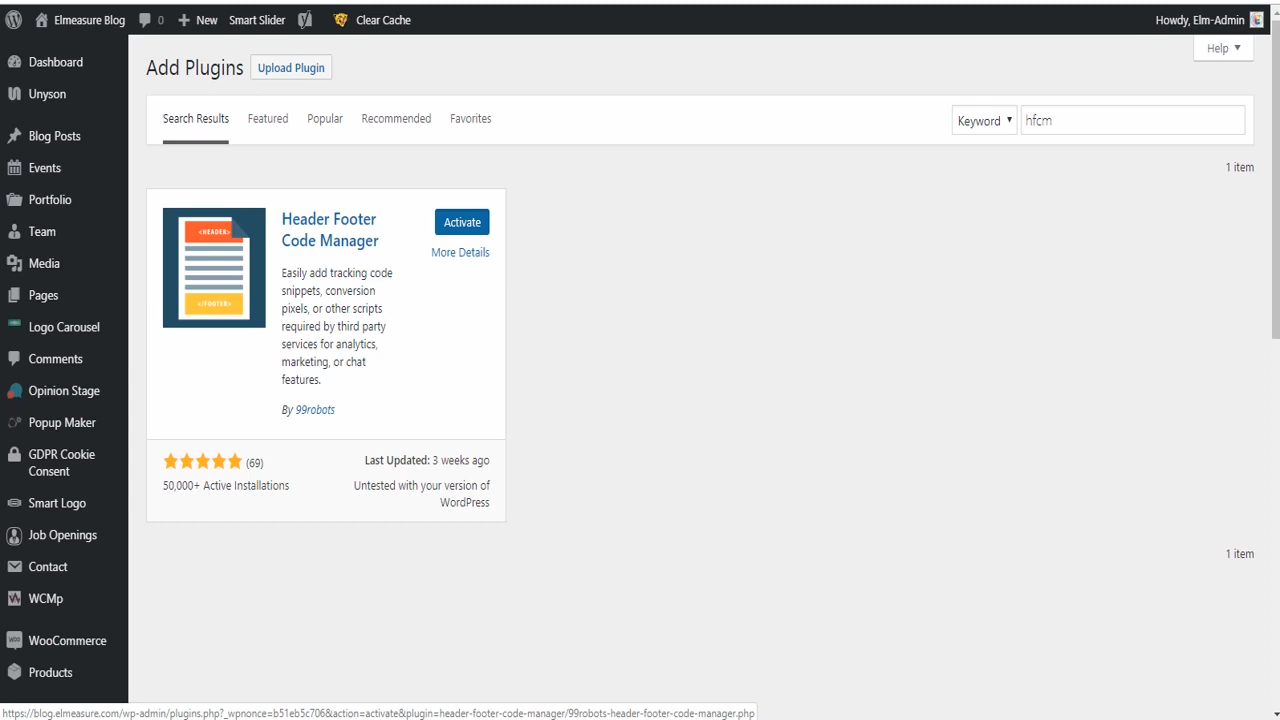 Elmeasure Blog 0 New Smart Slider Clear Cache Howdy, Elm-Admin
Help ▼
Dashboard
Unyson
Blog Posts
Events
Portfolio
Team
Media
Pages
Logo Carousel
Comments
Opinion Stage
Popup Maker
GDPR Cookie
Consent
Smart Logo
Job Openings
Contact
WCMp
WooCommerce
Products
Add Plugins Upload Plugin
Search Results Featured Popular Recommended Favorites Keyword ▼ hfcm
1 item
<HEADER>
</FOOTER>
Header Footer
Code Manager
Activate
More Details
Easily add tracking code
snippets, conversion
pixels, or other scripts
required by third party
services for analytics,
marketing, or chat
features.
By 99robots
(69)
Last Updated: 3 weeks ago
50,000+ Active Installations
Untested with your version of
WordPress
1 item
https://blog.elmeasure.com/wp-admin/plugins.php?_wpnonce=b51eb5c706&action=activate&plugin=header-footer-code-manager/99robots-header-footer-code-manager.php